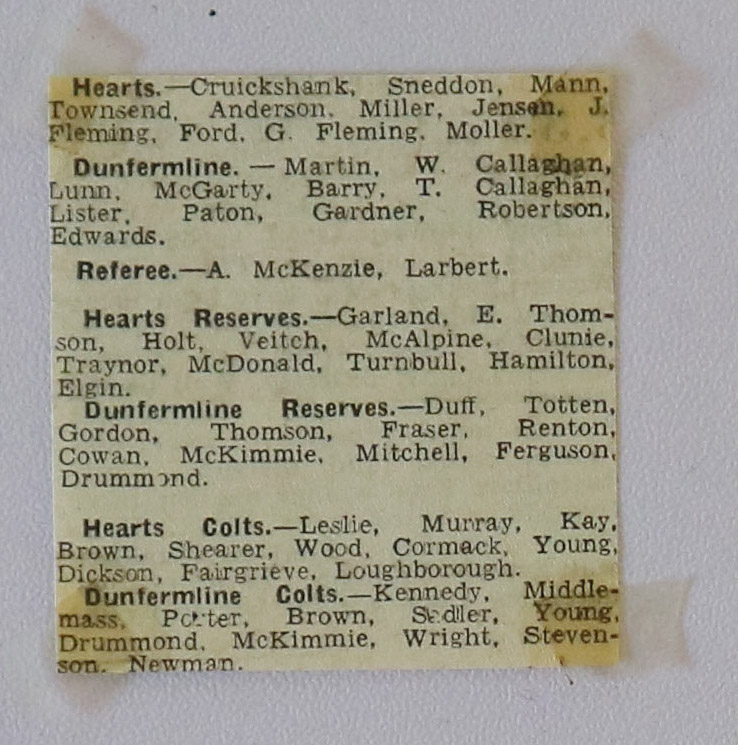 Hearts.—Cruickshank, Sneddon, Mann,
Townsend, Anderson, Miller, Jensen, J.
Fleming, Ford, G. Fleming, Moller.
Dunfermline. — Martin, W. Callaghan,
Lunn, McGarty, Barry, T. Callaghan,
Lister, Paton, Gardner, Robertson,
Edwards.
Referee.—A. McKenzie, Larbert.
Hearts Reserves.—Garland, E. Thom-
son, Holt, Veitch, McAlpine, Clunie,
Traynor, McDonald, Turnbull, Hamilton,
Elgin.
Dunfermline Reserves.—Duff, Totten,
Gordon, Thomson, Fraser, Renton,
Cowan, McKimmie, Mitchell, Ferguson,
Drummond.
Hearts Colts.—Leslie, Murray, Kay,
Brown, Shearer, Wood, Cormack, Young,
Dickson, Fairgrieve, Loughborough.
Dunfermline Colts.—Kennedy, Middle-
mass, Porter, Brown, Sadler, Young,
Drummond, McKimmie, Wright, Steven-
son, Newman.